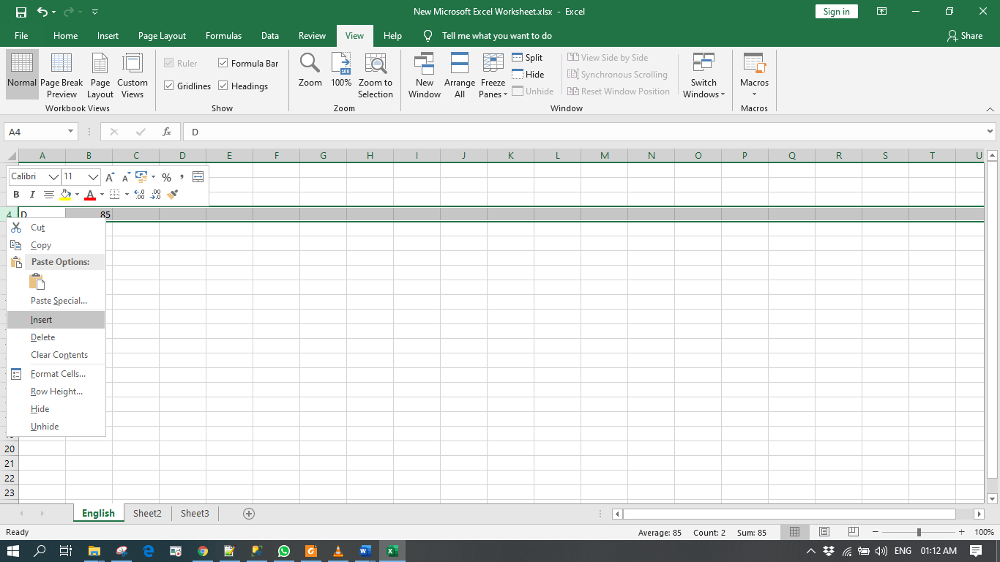 New Microsoft Excel Worksheet.xlsx - Excel
Sign in
File Home Insert Page Layout Formulas Data Review View Help Tell me what you want to do Share
Normal
Page Break Preview
Page Layout
Custom Views
Workbook Views
Ruler
Formula Bar
Gridlines
Headings
Show
Zoom
100%
100
Zoom to Selection
Zoom
New Window
Arrange All
Freeze Panes
Split
Hide
Unhide
View Side by Side
Synchronous Scrolling
Reset Window Position
Switch Windows
Window
Macros
Macros
A4
fx
D
A B C D E F G H I J K L M N O P Q R S T U
Calibri 11 A A % ,
B I A .00 .00
4 D 85
Cut
Copy
Paste Options:
Paste Special...
Insert
Delete
Clear Contents
Format Cells...
Row Height...
Hide
Unhide
20
21
22
23
English Sheet2 Sheet3
Ready Average: 85 Count: 2 Sum: 85 100%
ENG 01:12 AM